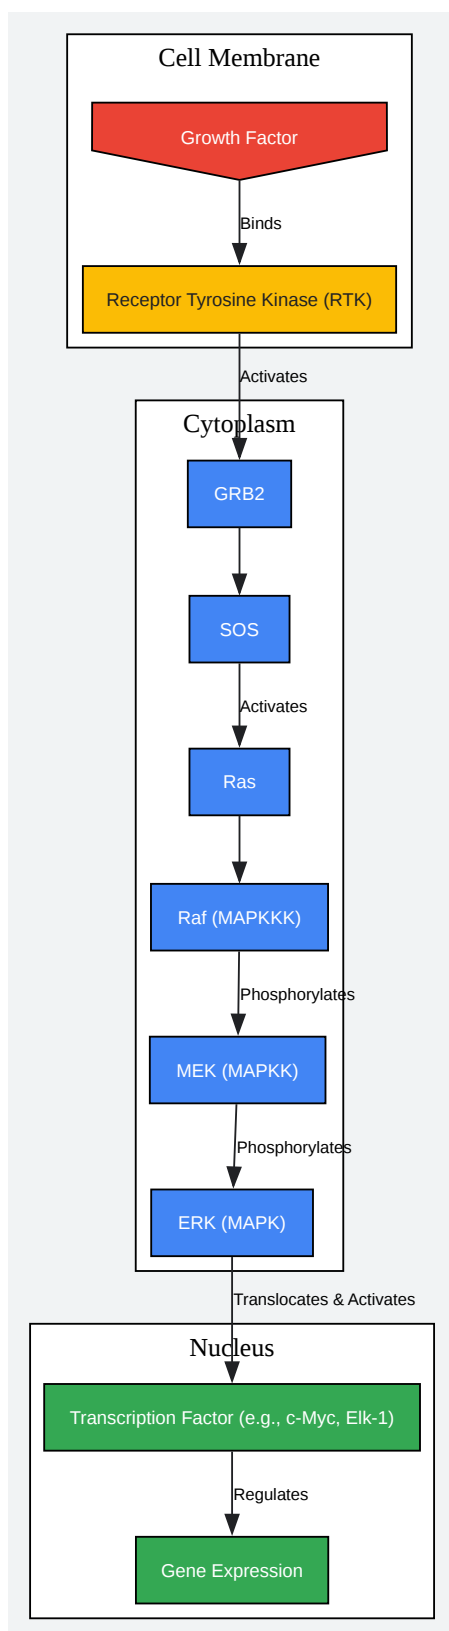 Cell Membrane
Growth Factor
Binds
Receptor Tyrosine Kinase (RTK)
Activates
Cytoplasm
GRB2
SOS
Activates
Ras
Raf (MAPKKK)
Phosphorylates
MEK (MAPKK)
Phosphorylates
ERK (MAPK)
Translocates & Activates
Nucleus
Transcription Factor (e.g., c-Myc, Elk-1)
Regulates
Gene Expression